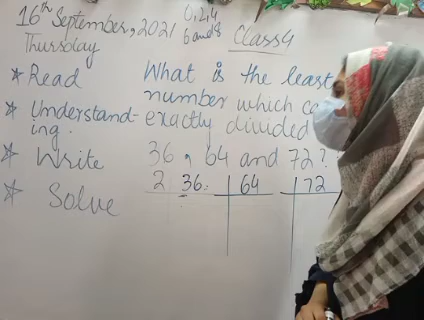 16th September, 2021
Thursday
0,2,4
6 and 8
Class 4
* Read
* Understand-
ing.
* Write
* Solve
What is the least
number which
exactly divided
36, 64 and 72?
2 36 64 72